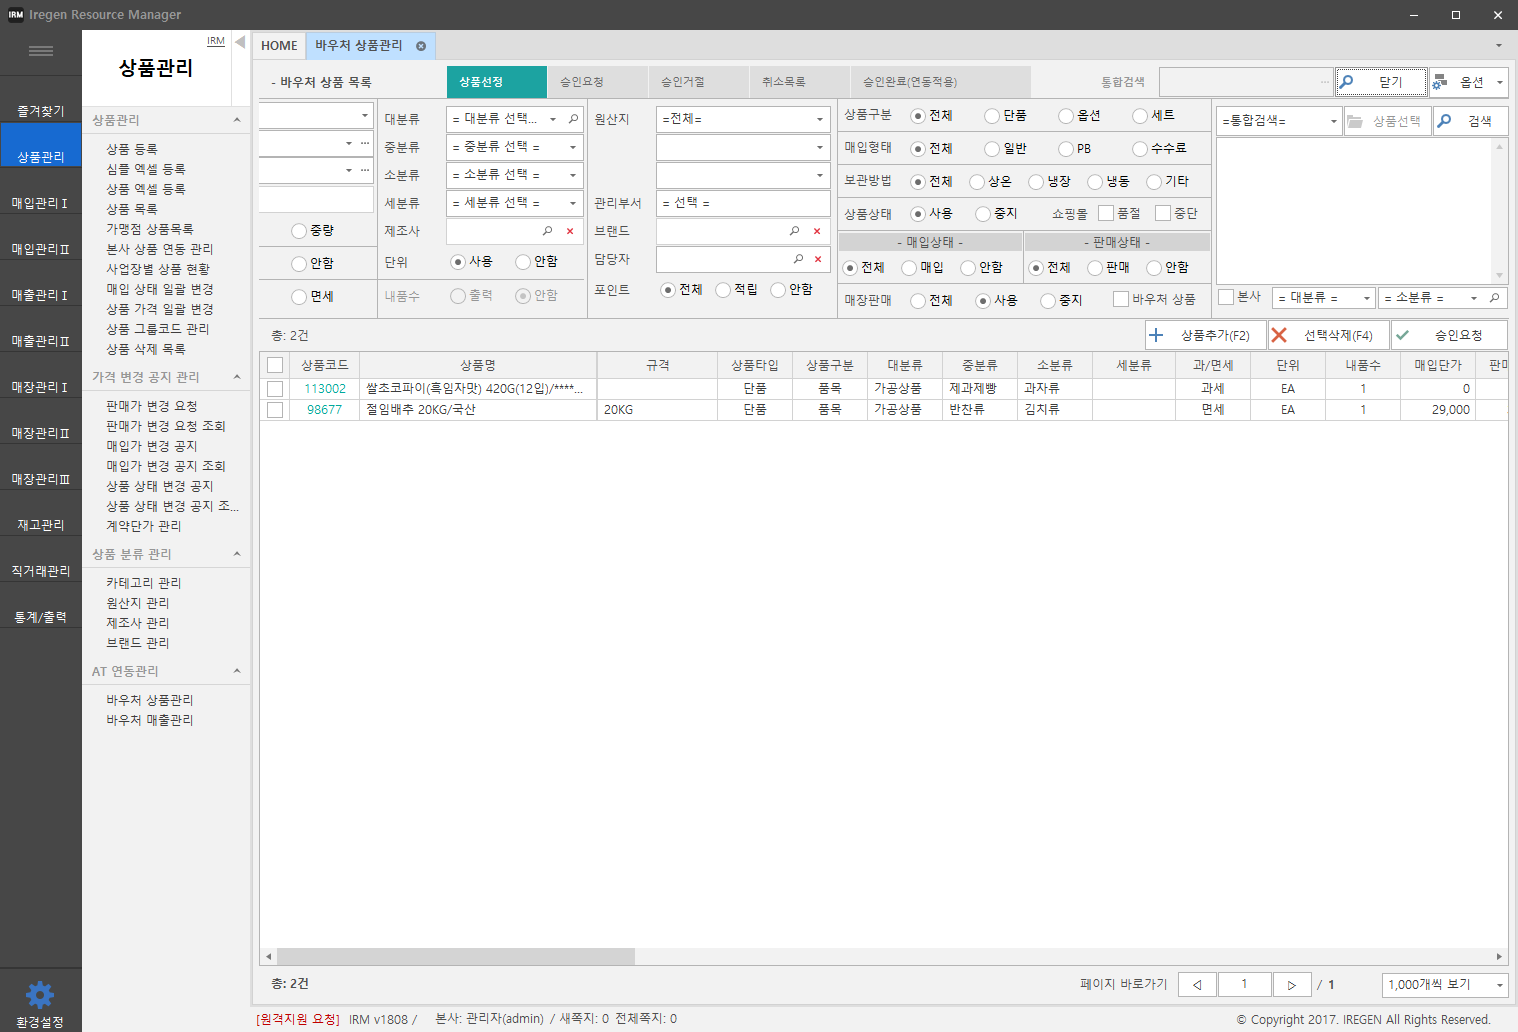 IRM Iregen Resource Manager
IRM
상품관리
즐겨찾기
상품관리
매입관리Ⅰ
매입관리Ⅱ
매출관리Ⅰ
매출관리Ⅱ
매장관리Ⅰ
매장관리Ⅱ
매장관리Ⅲ
재고관리
직거래관리
통계/출력
환경설정
상품관리
상품 등록
심플 엑셀 등록
상품 엑셀 등록
상품 목록
가맹점 상품목록
본사 상품 연동 관리
사업장별 상품 현황
매입 상태 일괄 변경
상품 가격 일괄 변경
상품 그룹코드 관리
상품 삭제 목록
가격 변경 공지 관리
판매가 변경 요청
판매가 변경 요청 조회
매입가 변경 공지
매입가 변경 공지 조회
상품 상태 변경 공지
상품 상태 변경 공지 조...
계약단가 관리
상품 분류 관리
카테고리 관리
원산지 관리
제조사 관리
브랜드 관리
AT 연동관리
바우처 상품관리
바우처 매출관리
HOME 바우처 상품관리
- 바우처 상품 목록 상품선정 승인요청 승인거절 취소목록 승인완료(연동적용) 통합검색 ... 닫기 옵션
중량
안함
면세
대분류 = 대분류 선택...
중분류 = 중분류 선택 =
소분류 = 소분류 선택 =
세분류 = 세분류 선택 =
제조사
단위 사용 안함
내품수 출력 안함
원산지 =전체=
관리부서 = 선택 =
브랜드
담당자
포인트 전체 적립 안함
상품구분 전체 단품 옵션 세트
매입형태 전체 일반 PB 수수료
보관방법 전체 상온 냉장 냉동 기타
상품상태 사용 중지 쇼핑몰 품절 중단
- 매입상태 - - 판매상태 -
전체 매입 안함 전체 판매 안함
매장판매 전체 사용 중지 바우처 상품
=통합검색= 상품선택 검색
본사 = 대분류 = = 소분류 =
총: 2건 상품추가(F2) 선택삭제(F4) 승인요청
상품코드 상품명 규격 상품타입 상품구분 대분류 중분류 소분류 세분류 과/면세 단위 내품수 매입단가
113002 쌀초코파이(흑임자맛) 420G(12입)/****... 단품 품목 가공상품 제과제빵 과자류 과세 EA 1 0
98677 절임배추 20KG/국산 20KG 단품 품목 가공상품 반찬류 김치류 면세 EA 1 29,000
총: 2건 페이지 바로가기 1 / 1 1,000개씩 보기
[원격지원 요청] IRM v1808 / 본사: 관리자(admin) / 새쪽지: 0 전체쪽지: 0 © Copyright 2017. IREGEN All Rights Reserved.